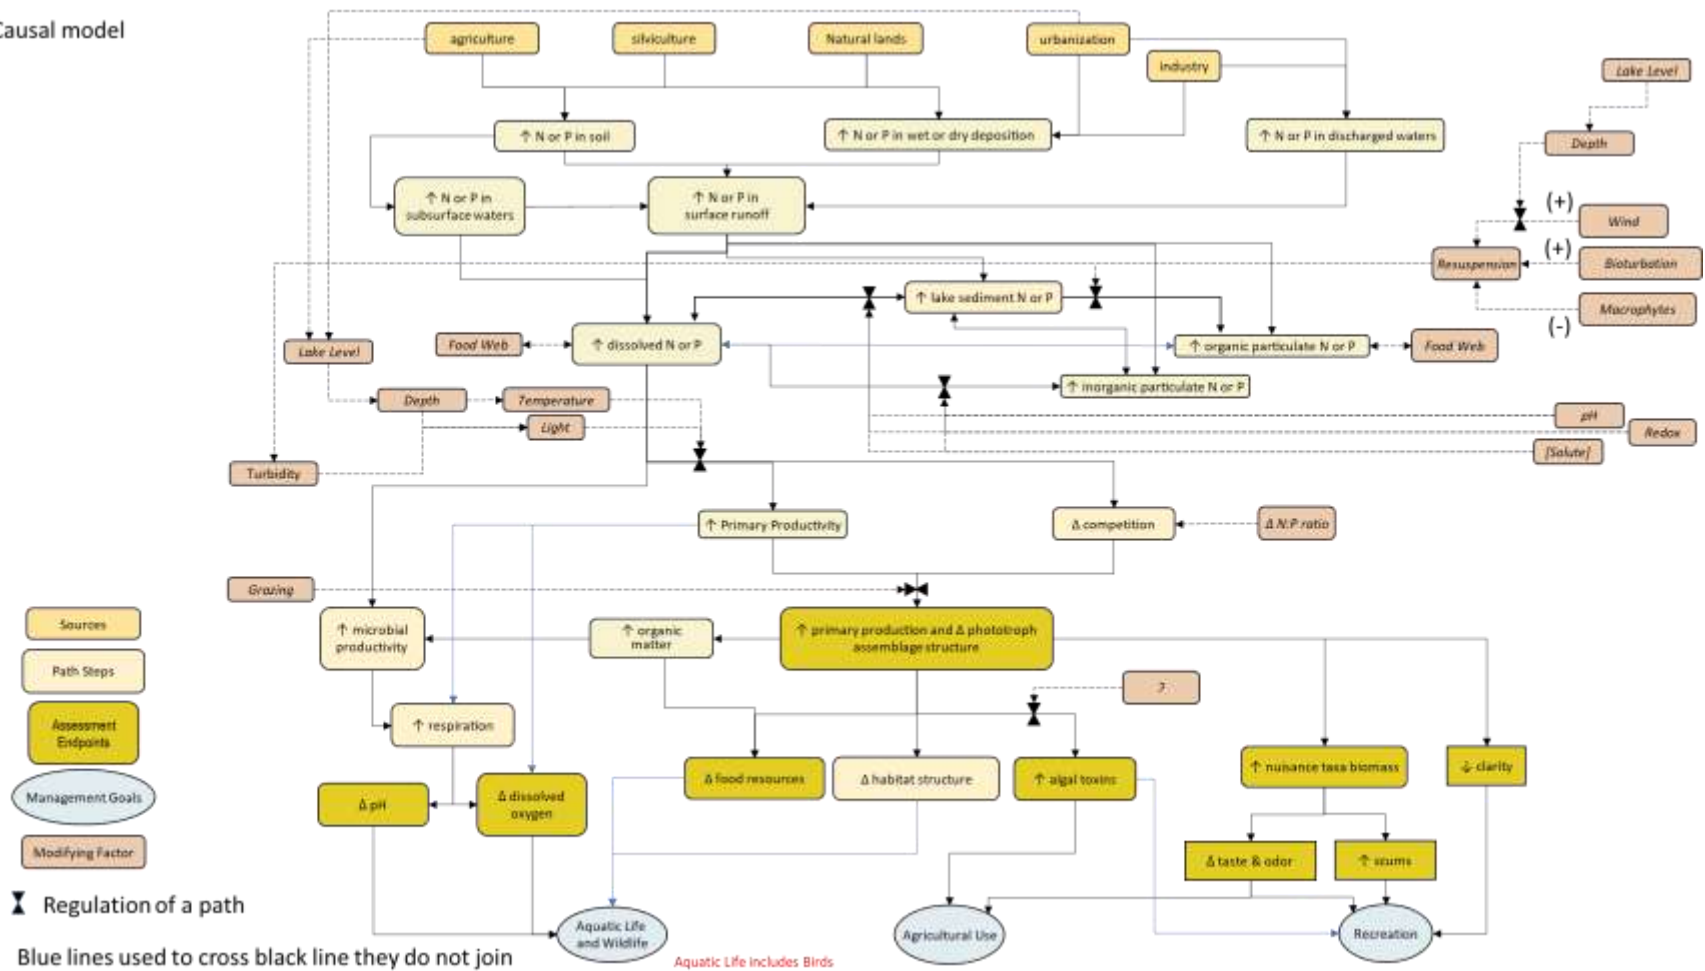 Causal model
agriculture
silviculture
Natural lands
urbanization
industry
Lake Level
↑ N or P in soil
↑ N or P in wet or dry deposition
↑ N or P in discharged waters
Depth
↑ N or P in
subsurface waters
↑ N or P in
surface runoff
(+)
Wind
(+)
Resuspension
Bioturbation
↑ lake sediment N or P
Macrophytes
(-)
Lake Level
Food Web
↑ dissolved N or P
↑ organic particulate N or P
Food Web
↑ inorganic particulate N or P
Depth
Temperature
Light
pH
Redox
[Solute]
Turbidity
↑ Primary Productivity
Δ competition
Δ N:P ratio
Grazing
Sources
↑ microbial
productivity
↑ organic
matter
↑ primary production and Δ phototroph
assemblage structure
Path Steps
?
Assessment
Endpoints
↑ respiration
Δ food resources
Δ habitat structure
↑ algal toxins
↑ nuisance taxa biomass
↓ clarity
Management Goals
Δ pH
Δ dissolved
oxygen
Modifying Factor
Δ taste & odor
↑ scums
Regulation of a path
Aquatic Life
and Wildlife
Agricultural Use
Recreation
Blue lines used to cross black line they do not join
Aquatic Life includes Birds